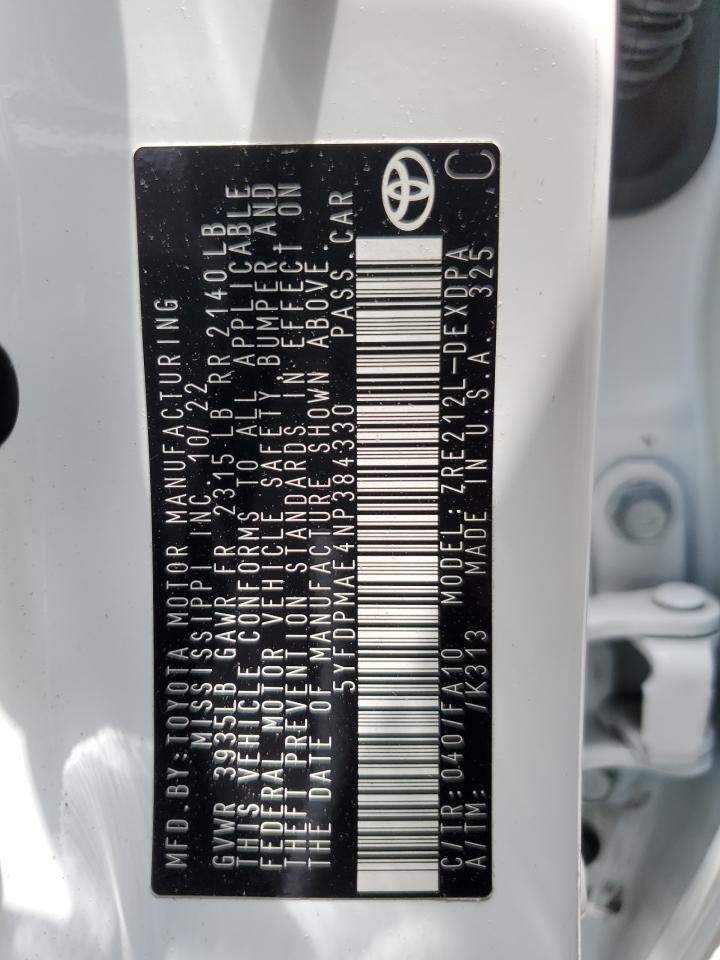 MFD.BY:TOYOTA MOTOR MANUFACTURING
MISSISSIPPI INC 10/22
GVWR 3935LB GAWR FR 2315 LB RR 2140 LB
THIS VEHICLE CONFORMS TO ALL APPLICABLE
FEDERAL MOTOR VEHICLE SAFETY BUMPER AND
THEFT PREVENTION STANDARDS IN EFFECT ON
THE DATE OF MANUFACTURE SHOWN ABOVE.
5YFDPMAE4NP384330 PASS.CAR
C/TR:040/FA10 MODEL:ZRE212L-DEXDPA
A/TM: /K313 MADE IN U.S.A. 325 C